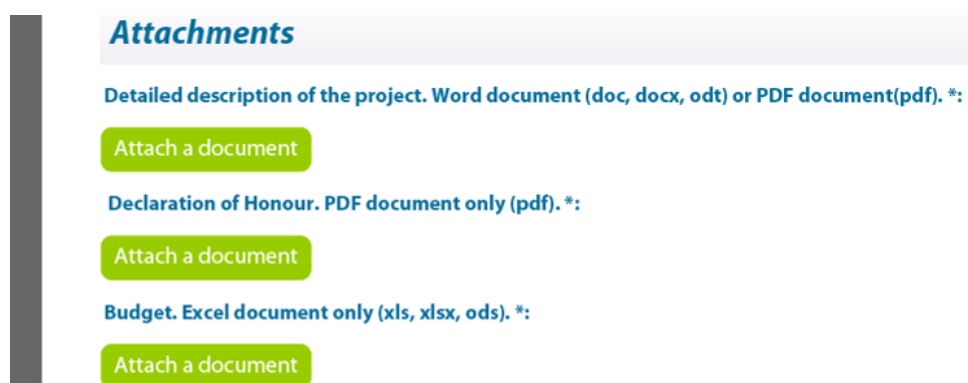 Attachments
Detailed description of the project. Word document (doc, docx, odt) or PDF document(pdf). *:
Attach a document
Declaration of Honour. PDF document only (pdf). *:
Attach a document
Budget. Excel document only (xls, xlsx, ods). *:
Attach a document